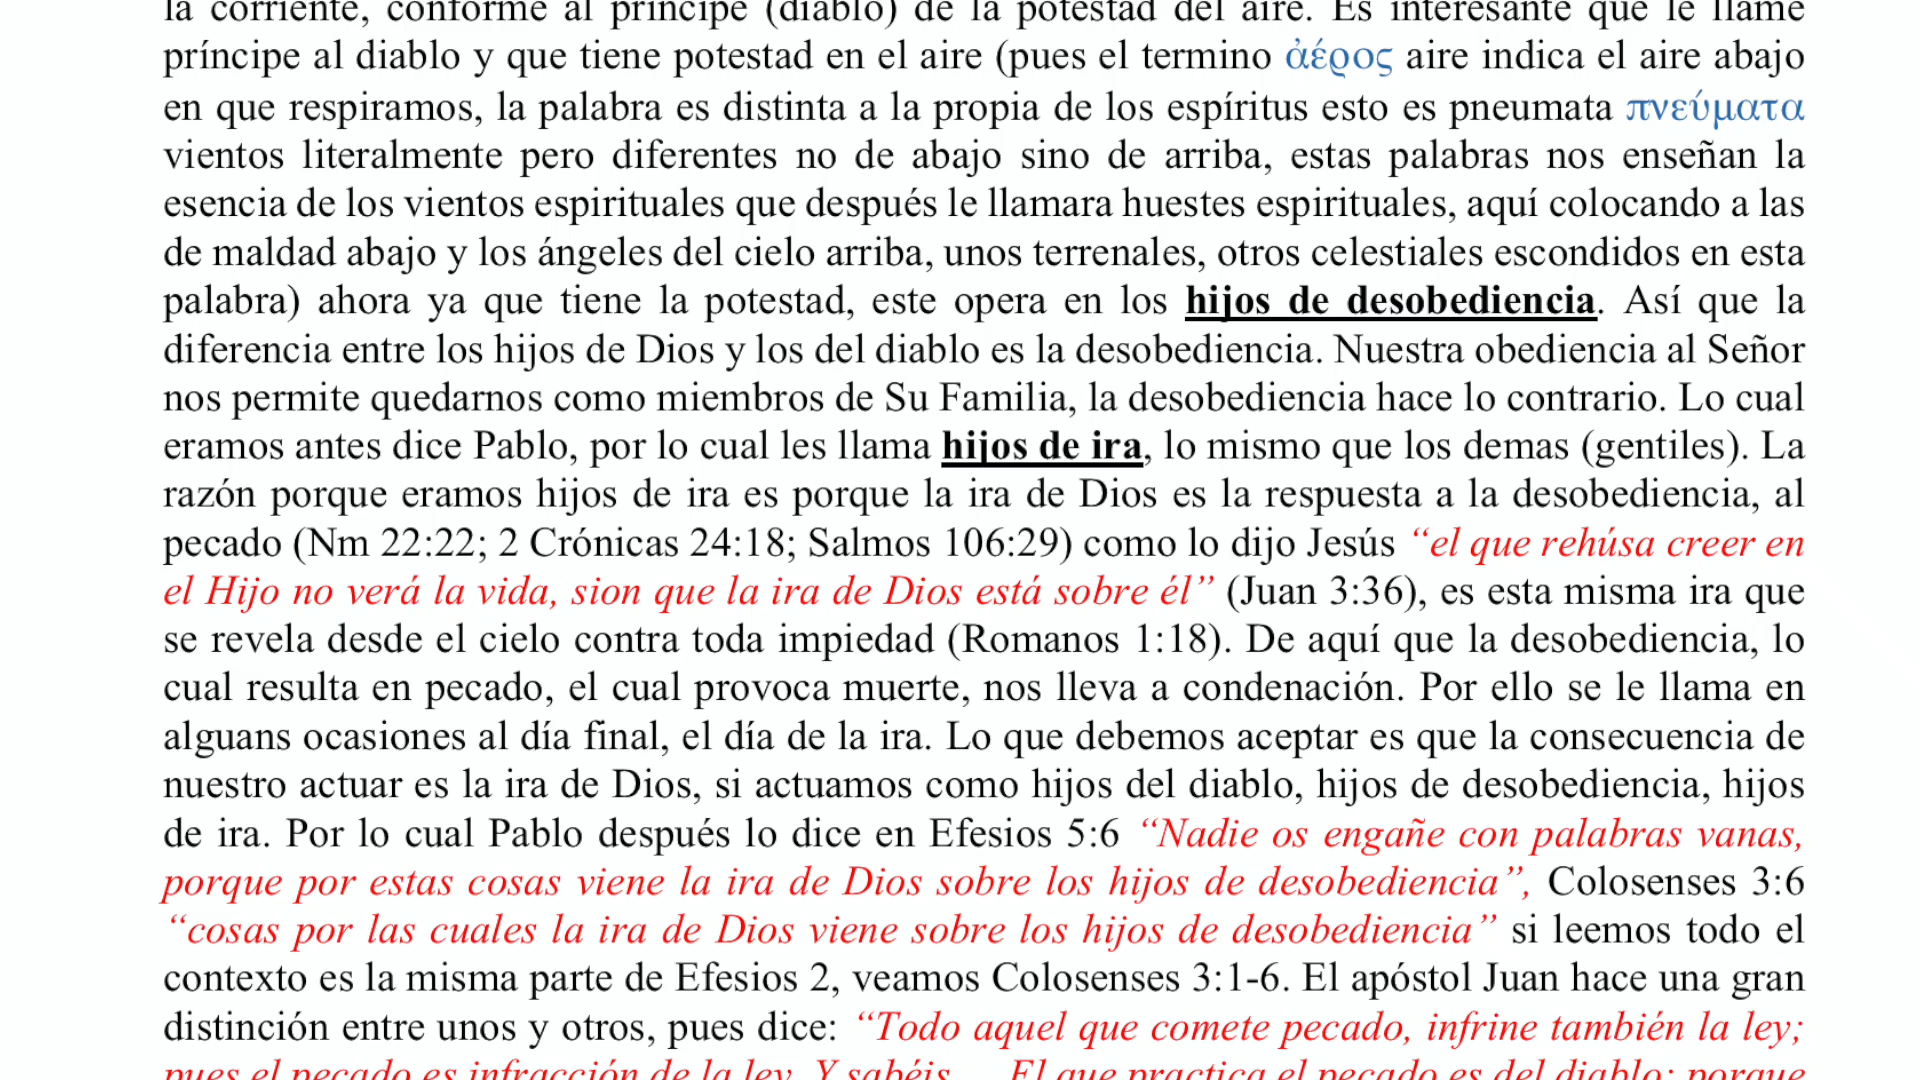 la corriente, conforme al príncipe (diablo) de la potestad del aire. Es interesante que le llame
príncipe al diablo y que tiene potestad en el aire (pues el termino ἀέρος aire indica el aire abajo
en que respiramos, la palabra es distinta a la propia de los espíritus esto es pneumata πνεύματα
vientos literalmente pero diferentes no de abajo sino de arriba, estas palabras nos enseñan la
esencia de los vientos espirituales que después le llamara huestes espirituales, aquí colocando a las
de maldad abajo y los ángeles del cielo arriba, unos terrenales, otros celestiales escondidos en esta
palabra) ahora ya que tiene la potestad, este opera en los hijos de desobediencia. Así que la
diferencia entre los hijos de Dios y los del diablo es la desobediencia. Nuestra obediencia al Señor
nos permite quedarnos como miembros de Su Familia, la desobediencia hace lo contrario. Lo cual
eramos antes dice Pablo, por lo cual les llama hijos de ira, lo mismo que los demas (gentiles). La
razón porque eramos hijos de ira es porque la ira de Dios es la respuesta a la desobediencia, al
pecado (Nm 22:22; 2 Crónicas 24:18; Salmos 106:29) como lo dijo Jesús “el que rehúsa creer en
el Hijo no verá la vida, sion que la ira de Dios está sobre él” (Juan 3:36), es esta misma ira que
se revela desde el cielo contra toda impiedad (Romanos 1:18). De aquí que la desobediencia, lo
cual resulta en pecado, el cual provoca muerte, nos lleva a condenación. Por ello se le llama en
alguans ocasiones al día final, el día de la ira. Lo que debemos aceptar es que la consecuencia de
nuestro actuar es la ira de Dios, si actuamos como hijos del diablo, hijos de desobediencia, hijos
de ira. Por lo cual Pablo después lo dice en Efesios 5:6 “Nadie os engañe con palabras vanas,
porque por estas cosas viene la ira de Dios sobre los hijos de desobediencia”, Colosenses 3:6
“cosas por las cuales la ira de Dios viene sobre los hijos de desobediencia” si leemos todo el
contexto es la misma parte de Efesios 2, veamos Colosenses 3:1-6. El apóstol Juan hace una gran
distinción entre unos y otros, pues dice: “Todo aquel que comete pecado, infrine también la ley;
pues el pecado es infracción de la ley. Y sabéis... El que practica el pecado es del diablo; porque